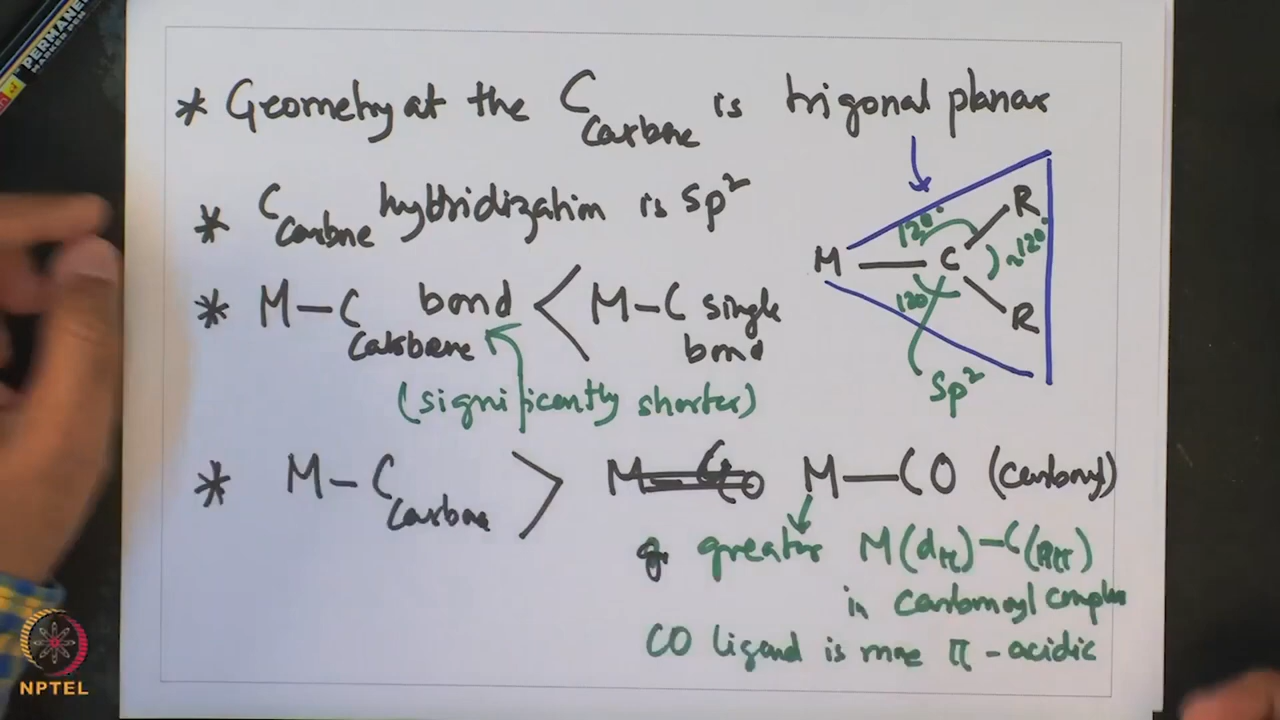 PERMANE
* Geometry at the C carbene is trigonal planar
* C carbene hybridization is sp²
M — C R R
120° ~120° 120
sp²
* M-C carbene bond < M-C single bond
(significantly shorter)
* M-C carbene > M—CO (carbonyl)
greater M(dπ)-C(pπ)
in carbonyl complex
CO ligand is more π-acidic
NPTEL